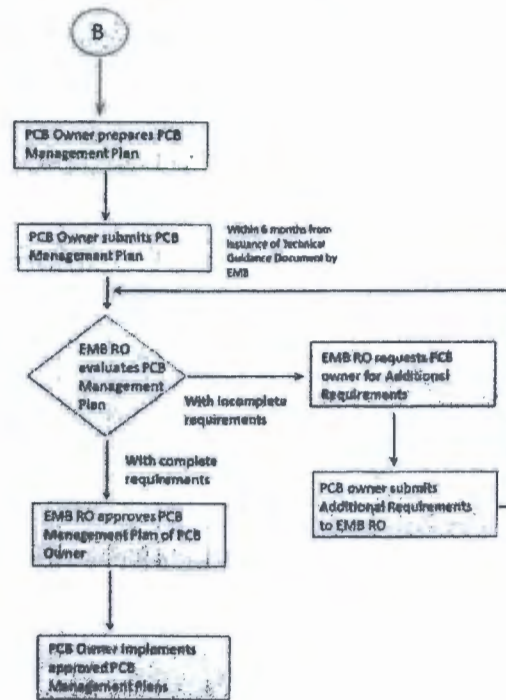 B
PCB Owner prepares PCB
Management Plan
PCB Owner submits PCB
Management Plan
Within 6 months from
Issuance of Technical
Guidance Document by
EMB
EMB RO
evaluates PCB
Management
Plan
With incomplete
requirements
EMB RO requests PCB
owner for Additional
Requirements
With complete
requirements
PCB owner submits
Additional Requirements
to EMB RO
EMB RO approves PCB
Management Plan of PCB
Owner
PCB Owner Implements
approved PCB
Management Plans